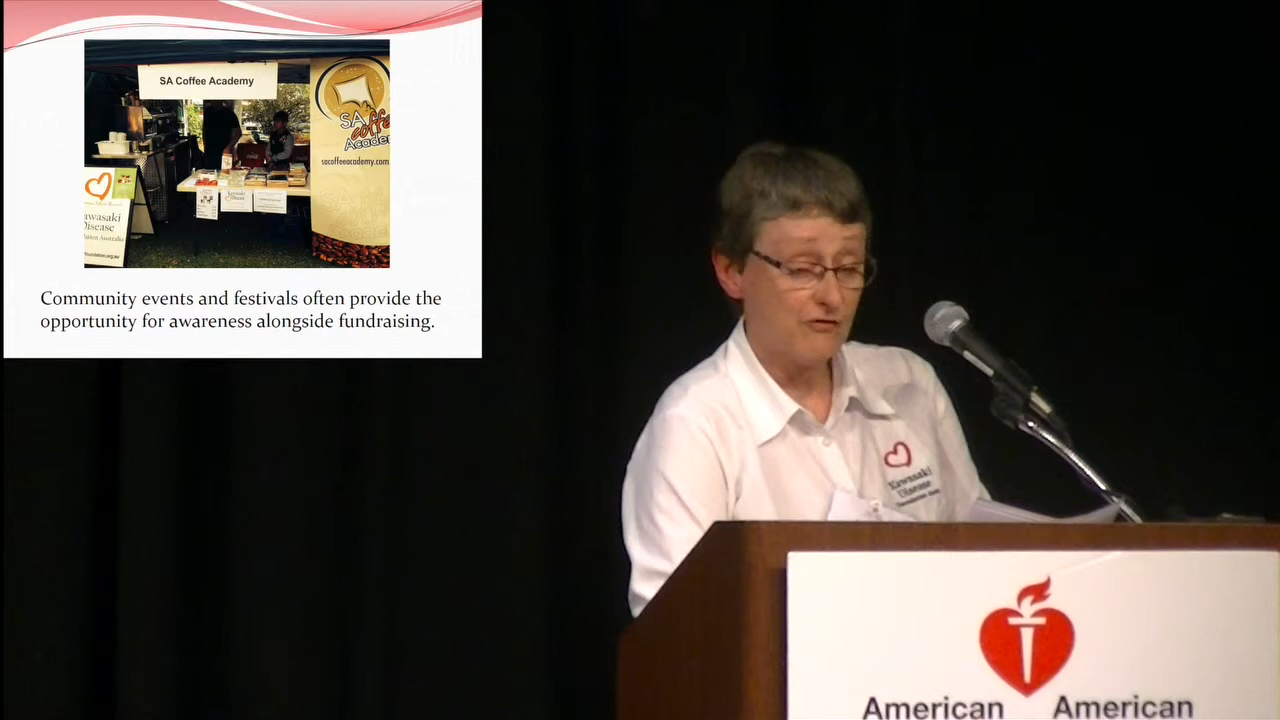 SA Coffee Academy
SA
Coffee
Academy
sacoffeeacademy.com
Kawasaki
Disease
Community events and festivals often provide the
opportunity for awareness alongside fundraising.
Kawasaki
Disease
American American